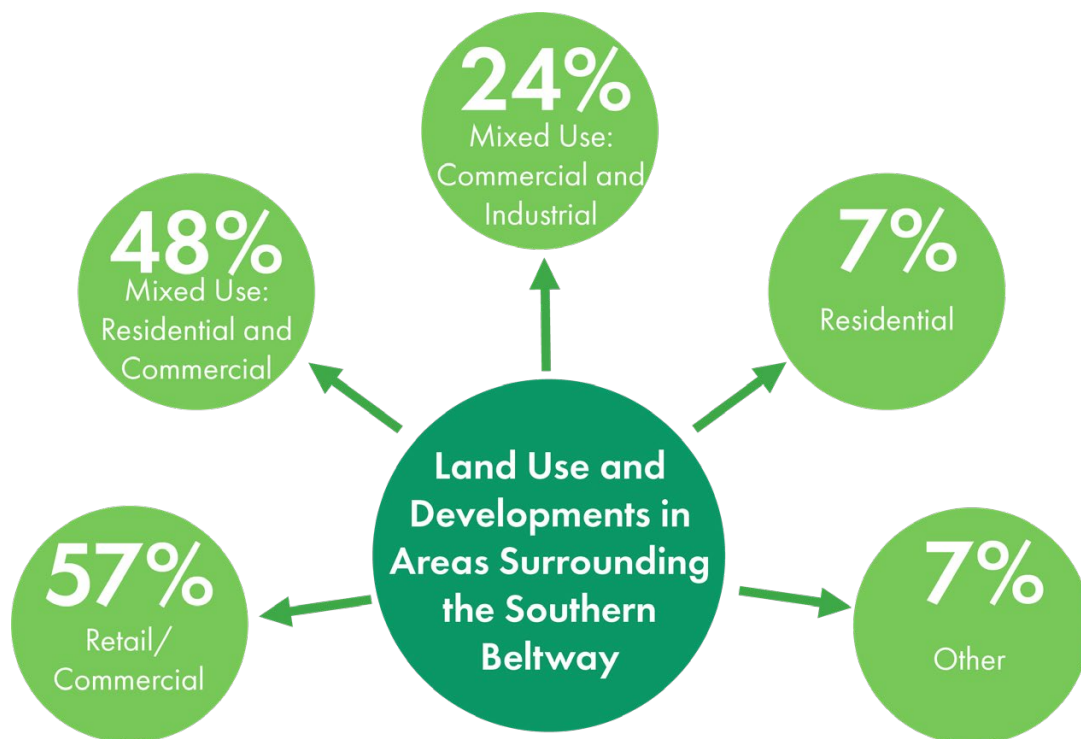 24%
Mixed Use:
Commercial and
Industrial
48%
Mixed Use:
Residential and
Commercial
7%
Residential
57%
Retail/
Commercial
Land Use and
Developments in
Areas Surrounding
the Southern
Beltway
7%
Other